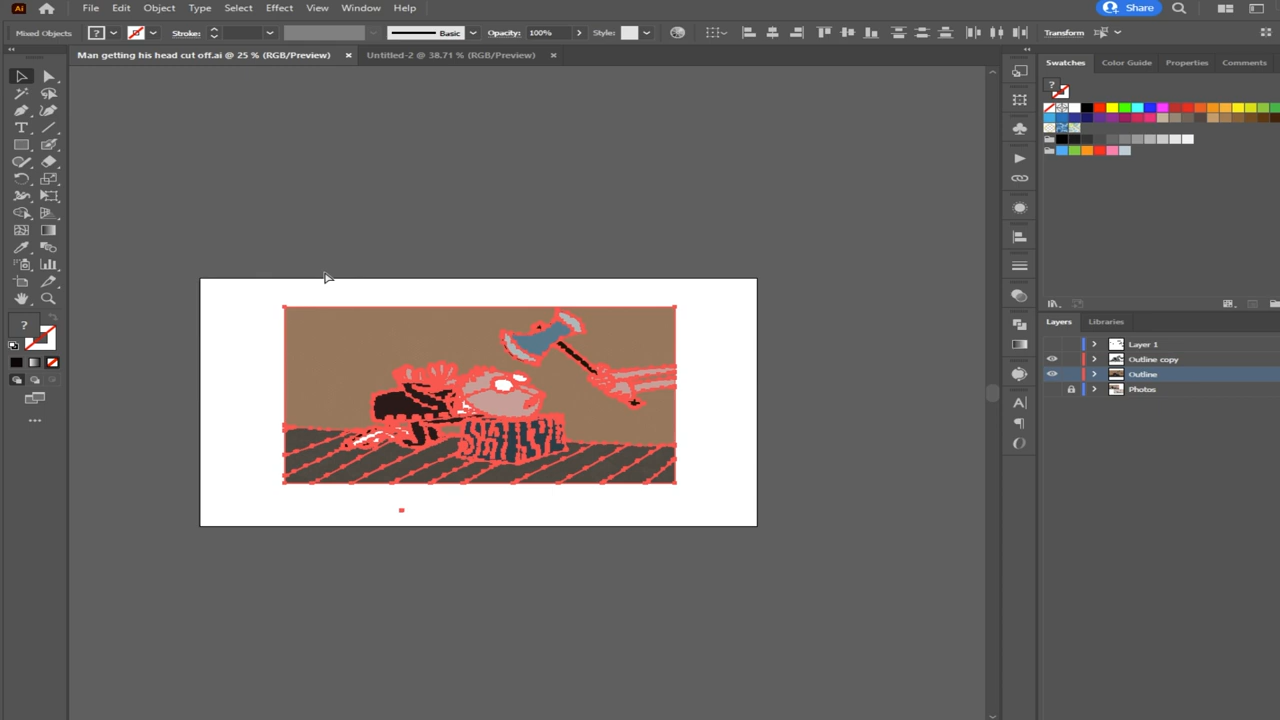 Ai File Edit Object Type Select Effect View Window Help Share
Mixed Objects ? Stroke: Basic Opacity: 100% Style: Transform
Man getting his head cut off.ai @ 25 % (RGB/Preview) × Untitled-2 @ 38.71 % (RGB/Preview) ×
Swatches Color Guide Properties Comments
?
?
Layers Libraries
Layer 1
Outline copy
Outline
Photos